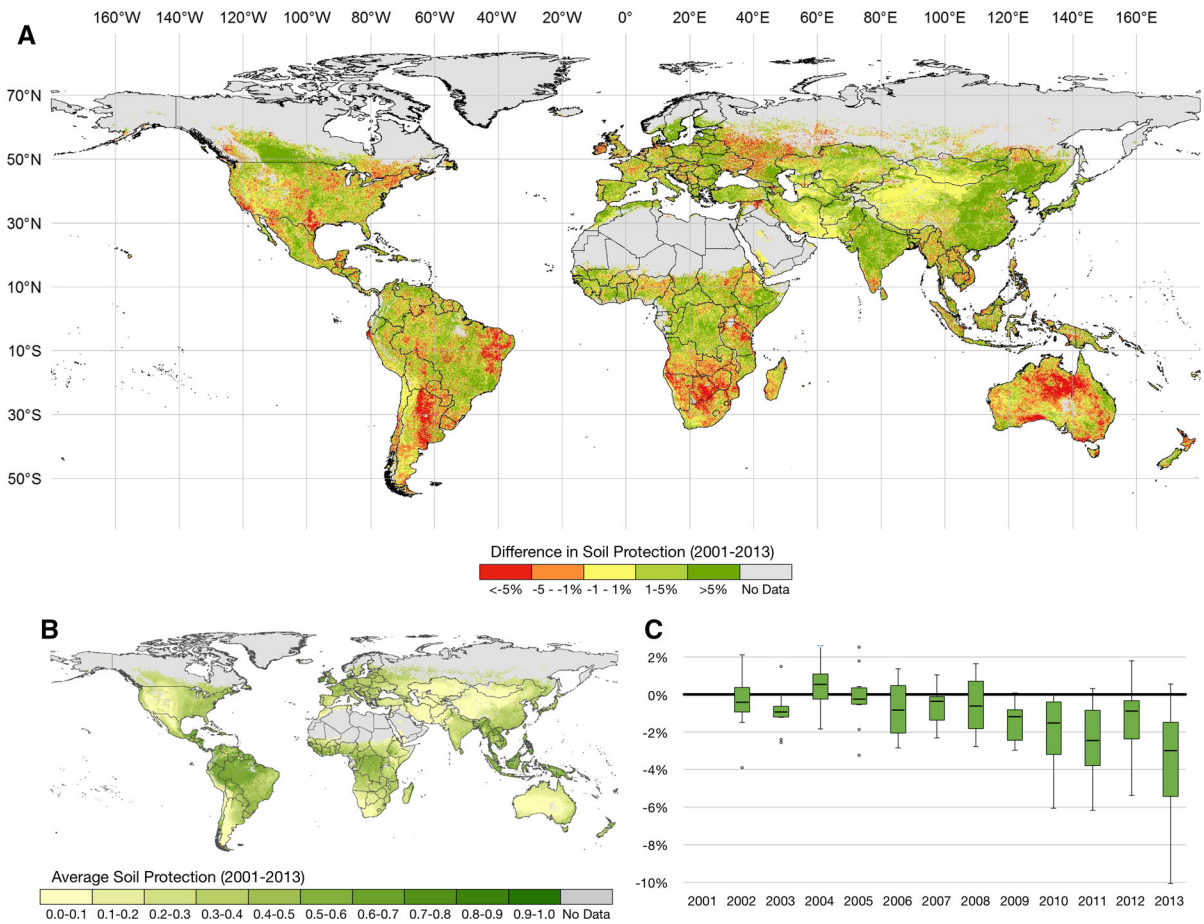 160°W 140°W 120°W 100°W 80°W 60°W 40°W 20°W 0° 20°E 40°E 60°E 80°E 100°E 120°E 140°E 160°E
A
70°N
50°N
30°N
10°N
10°S
30°S
50°S
Difference in Soil Protection (2001-2013)
<-5% -5 - -1% -1 - 1% 1-5% >5% No Data
B
Average Soil Protection (2001-2013)
0.0-0.1 0.1-0.2 0.2-0.3 0.3-0.4 0.4-0.5 0.5-0.6 0.6-0.7 0.7-0.8 0.8-0.9 0.9-1.0 No Data
C
2%
0%
-2%
-4%
-6%
-8%
-10%
2001 2002 2003 2004 2005 2006 2007 2008 2009 2010 2011 2012 2013